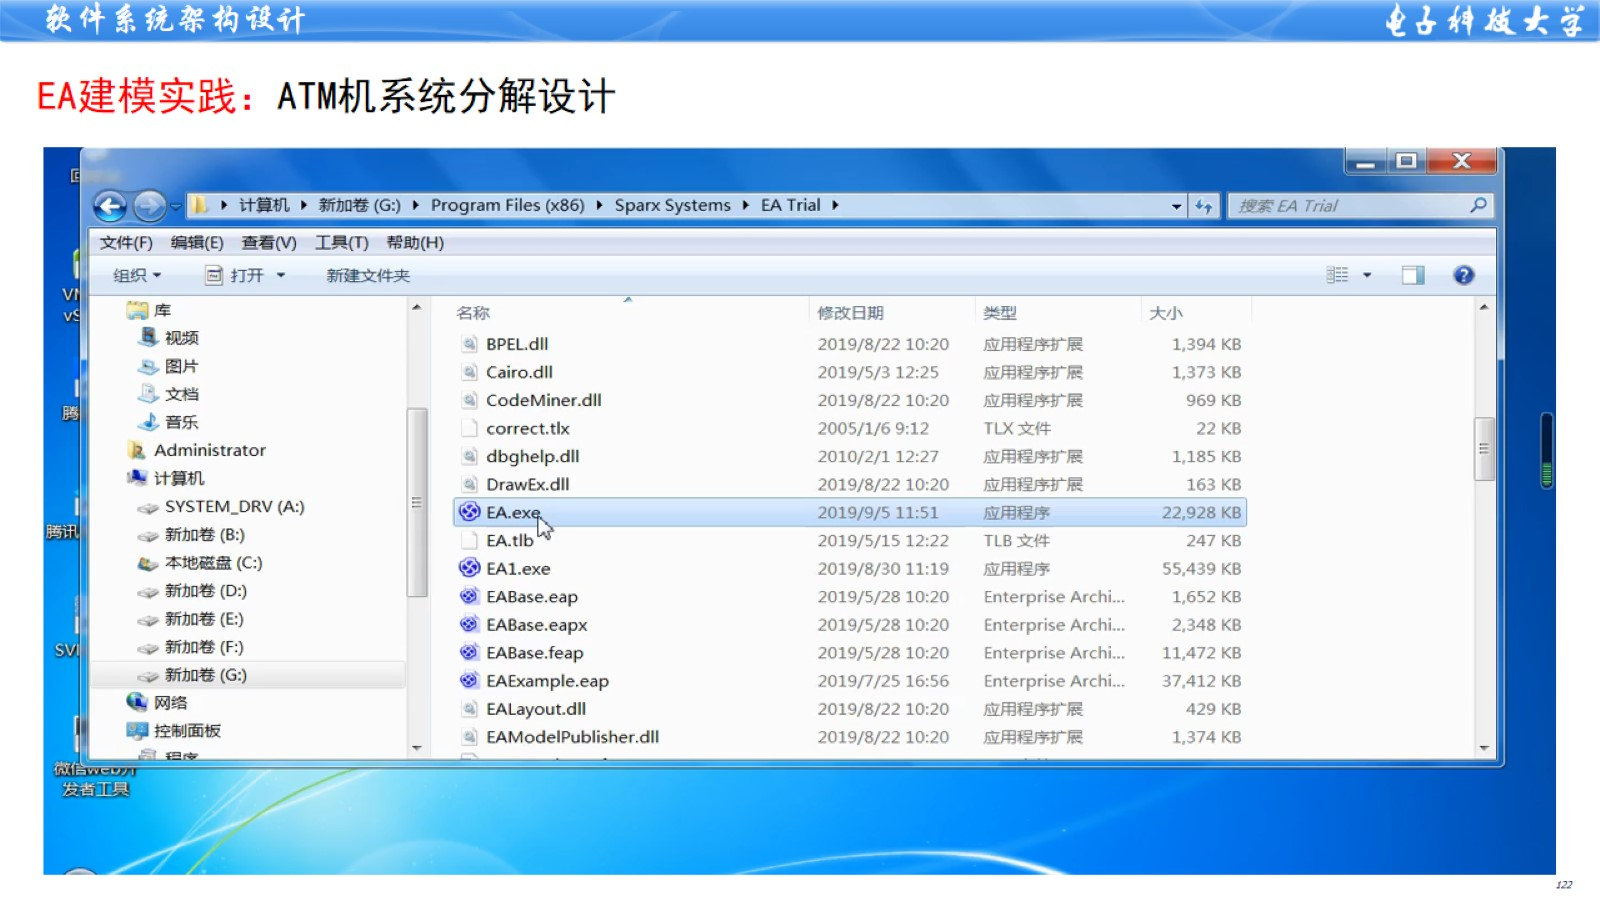 软件系统架构设计
电子科技大学
EA建模实践：ATM机系统分解设计
计算机 新加卷 (G:) Program Files (x86) Sparx Systems EA Trial
搜索 EA Trial
文件(F) 编辑(E) 查看(V) 工具(T) 帮助(H)
组织 打开 新建文件夹
库
视频
图片
文档
音乐
Administrator
计算机
SYSTEM_DRV (A:)
新加卷 (B:)
本地磁盘 (C:)
新加卷 (D:)
新加卷 (E:)
新加卷 (F:)
新加卷 (G:)
网络
控制面板
程序
名称 修改日期 类型 大小
BPEL.dll 2019/8/22 10:20 应用程序扩展 1,394 KB
Cairo.dll 2019/5/3 12:25 应用程序扩展 1,373 KB
CodeMiner.dll 2019/8/22 10:20 应用程序扩展 969 KB
correct.tlx 2005/1/6 9:12 TLX 文件 22 KB
dbghelp.dll 2010/2/1 12:27 应用程序扩展 1,185 KB
DrawEx.dll 2019/8/22 10:20 应用程序扩展 163 KB
EA.exe 2019/9/5 11:51 应用程序 22,928 KB
EA.tlb 2019/5/15 12:22 TLB 文件 247 KB
EA1.exe 2019/8/30 11:19 应用程序 55,439 KB
EABase.eap 2019/5/28 10:20 Enterprise Archi... 1,652 KB
EABase.eapx 2019/5/28 10:20 Enterprise Archi... 2,348 KB
EABase.feap 2019/5/28 10:20 Enterprise Archi... 11,472 KB
EAExample.eap 2019/7/25 16:56 Enterprise Archi... 37,412 KB
EALayout.dll 2019/8/22 10:20 应用程序扩展 429 KB
EAModelPublisher.dll 2019/8/22 10:20 应用程序扩展 1,374 KB
腾讯
微信web开
发者工具
122